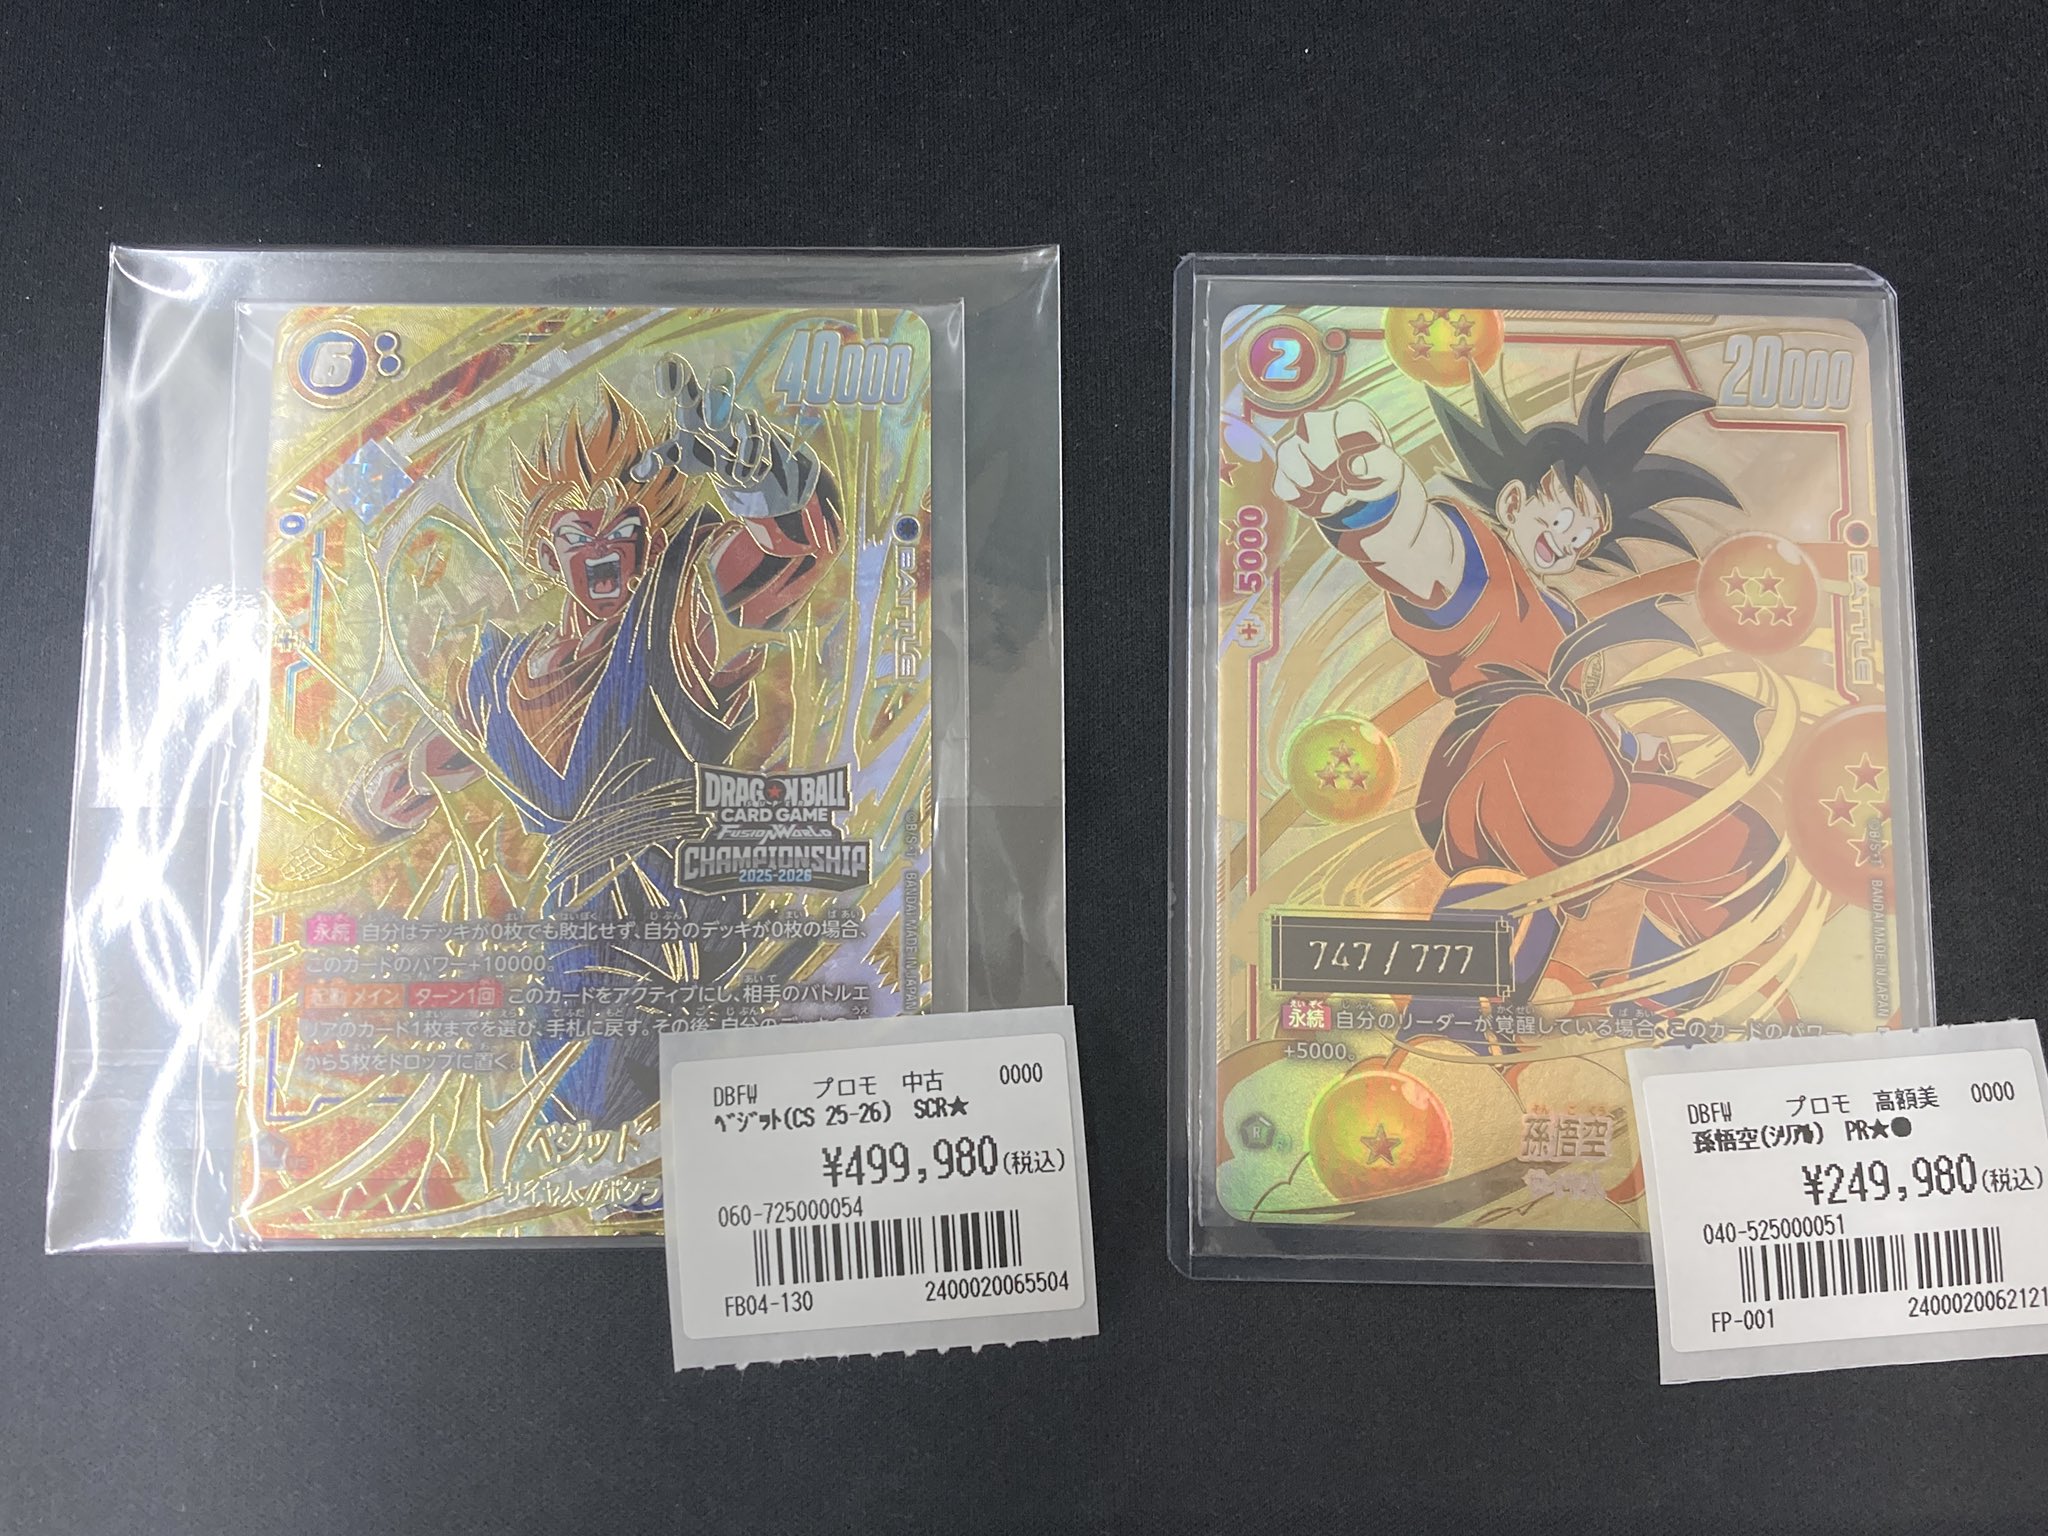 6
40000
BATTLE
DRAGON BALL
CARD GAME
FUSION WORLD
CHAMPIONSHIP
2025-2026
©B.S./T BANDAI MADE IN JAPAN
永続 自分はデッキが0枚でも敗北せず、自分のデッキが0枚の場合、
このカードのパワー+10000。
起動メイン ターン1回 このカードをアクティブにし、相手のバトルエ
リアのカード1枚までを選び、手札に戻す。その後、自分の
から5枚をドロップに置く。
ベジット
サイヤ人/ポタラ
DBFW プロモ 中古 0000
ﾍﾞｼﾞｯﾄ(CS 25-26) SCR★
¥499,980(税込)
060-725000054
FB04-130 2400020065504
2
20000
+ 5000
BATTLE
©B.S./T BANDAI MADE IN JAPAN
747 / 777
永続 自分のリーダーが覚醒している場合、このカードのパワー
+5000。
R
孫悟空
DBFW プロモ 高額美 0000
孫悟空(ｼﾘｱﾙ) PR★●
¥249,980(税込)
040-525000051
FP-001 2400020062121